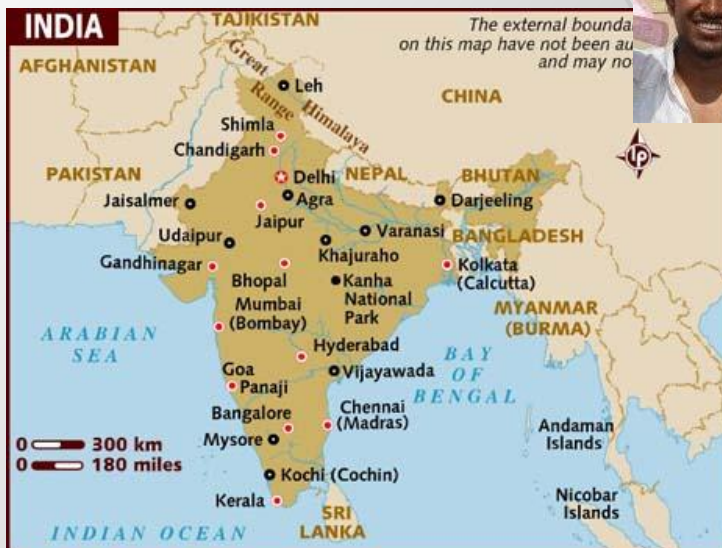 INDIA
TAJIKISTAN
The external bounda
on this map have not been au
and may no
AFGHANISTAN
Great
Range
Himalaya
Leh
CHINA
Shimla
Chandigarh
PAKISTAN
Delhi
NEPAL
BHUTAN
Jaisalmer
Agra
Darjeeling
Jaipur
Udaipur
Varanasi
BANGLADESH
Khajuraho
Gandhinagar
Bhopal
Kanha
National
Park
Kolkata
(Calcutta)
Mumbai
(Bombay)
MYANMAR
(BURMA)
ARABIAN
SEA
Hyderabad
BAY
OF
BENGAL
Vijayawada
Goa
Panaji
Bangalore
Chennai
(Madras)
Mysore
Andaman
Islands
0 300 km
0 180 miles
Kochi (Cochin)
Kerala
SRI
LANKA
Nicobar
Islands
INDIAN OCEAN
lp